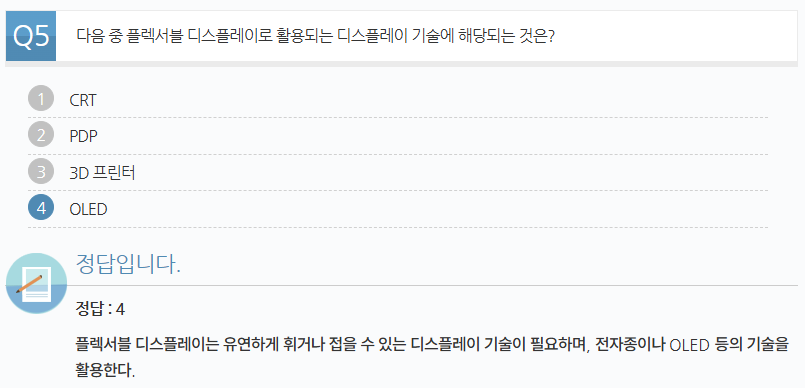 Q5 다음 중 플렉서블 디스플레이로 활용되는 디스플레이 기술에 해당되는 것은?
1 CRT
2 PDP
3 3D 프린터
4 OLED
정답입니다.
정답 : 4
플렉서블 디스플레이는 유연하게 휘거나 접을 수 있는 디스플레이 기술이 필요하며, 전자종이나 OLED 등의 기술을
활용한다.